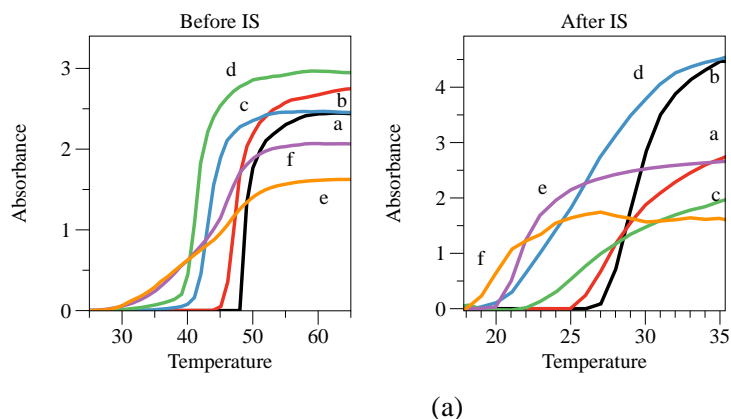 Before IS
After IS
Absorbance
3
2
1
0
d
b
c
a
f
e
30
40
50
60
Temperature
Absorbance
4
3
2
1
0
d
b
a
e
c
f
20
25
30
35
Temperature
(a)